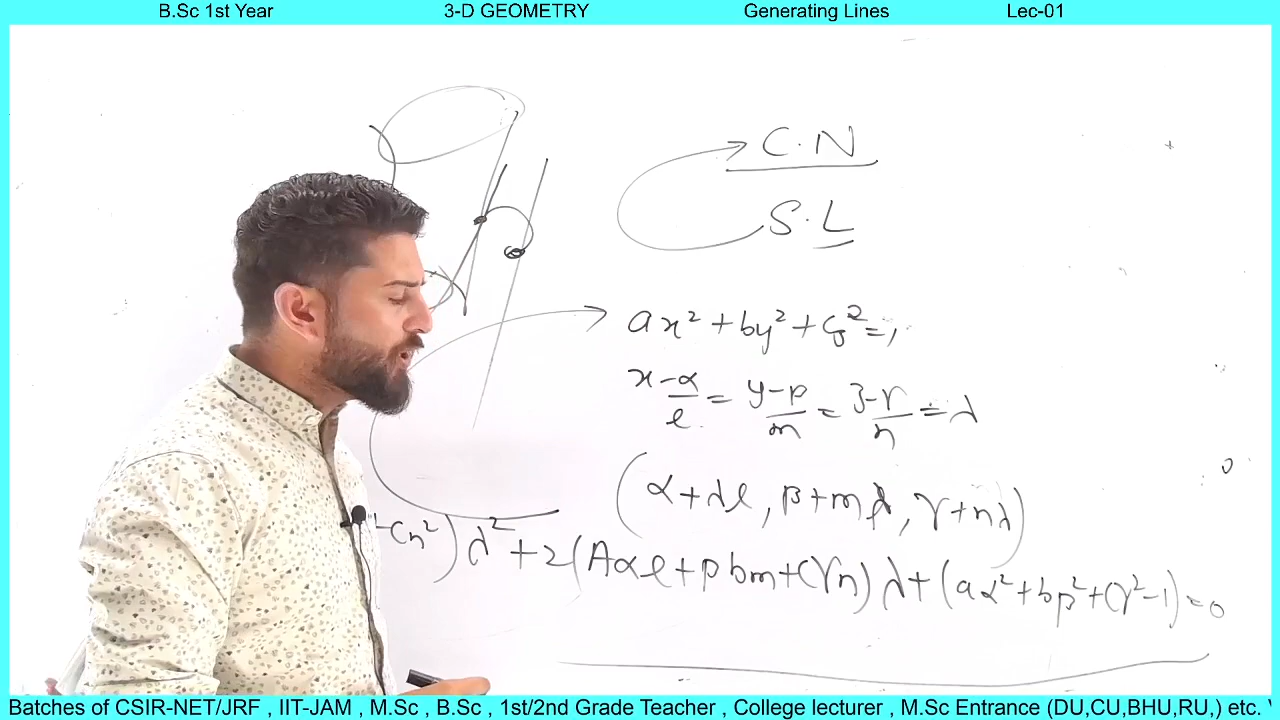 B.Sc 1st Year 3-D GEOMETRY Generating Lines Lec-01
C.N
S.L
ax² + by² + cz² = 1
x-α/l = y-β/m = z-γ/n = λ
(α+λl, β+mλ, γ+nλ)
cn²)λ² + 2(Aαl + βbm + Cγn)λ + (aα² + bβ² + Cγ² - 1) = 0
Batches of CSIR-NET/JRF , IIT-JAM , M.Sc , B.Sc , 1st/2nd Grade Teacher , College lecturer , M.Sc Entrance (DU,CU,BHU,RU,) etc.